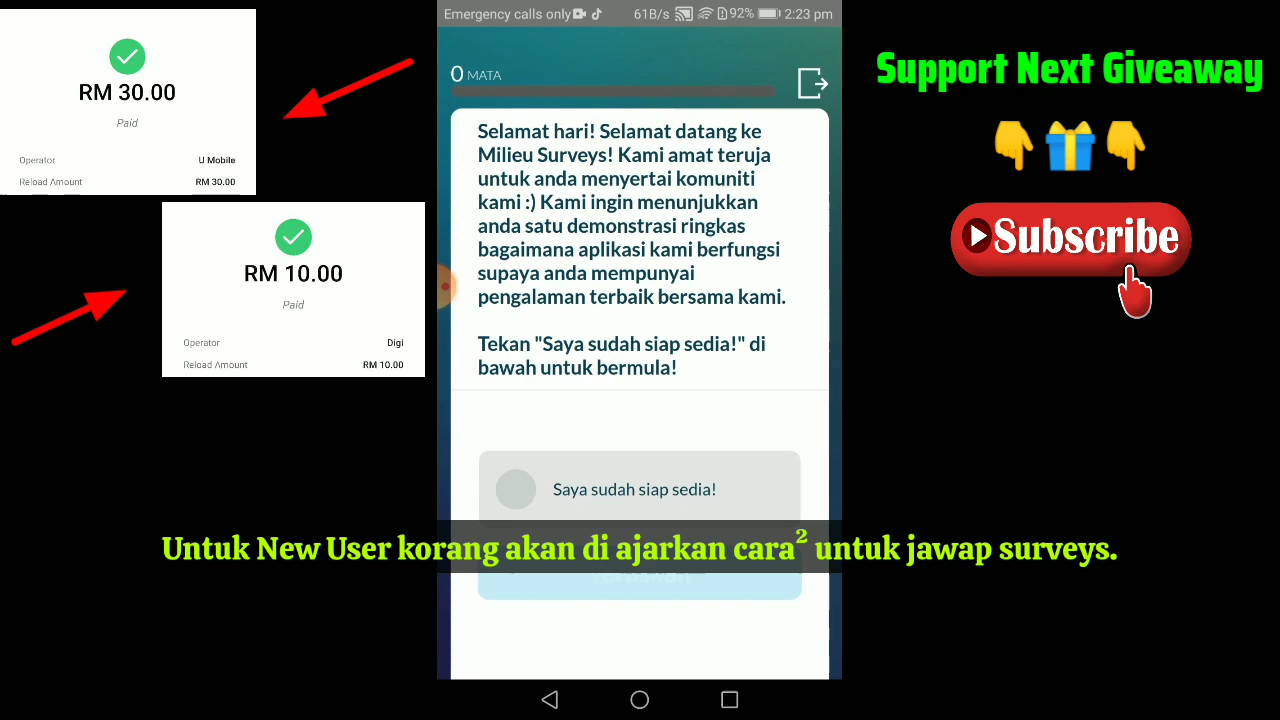 RM 30.00
Paid
Operator U Mobile
Reload Amount RM 30.00
RM 10.00
Paid
Operator Digi
Reload Amount RM 10.00
Emergency calls only 61B/s 92% 2:23 pm
0 MATA
Selamat hari! Selamat datang ke
Milieu Surveys! Kami amat teruja
untuk anda menyertai komuniti
kami :) Kami ingin menunjukkan
anda satu demonstrasi ringkas
bagaimana aplikasi kami berfungsi
supaya anda mempunyai
pengalaman terbaik bersama kami.
Tekan "Saya sudah siap sedia!" di
bawah untuk bermula!
Saya sudah siap sedia!
Untuk New User korang akan di ajarkan cara² untuk jawap surveys.
Support Next Giveaway
Subscribe